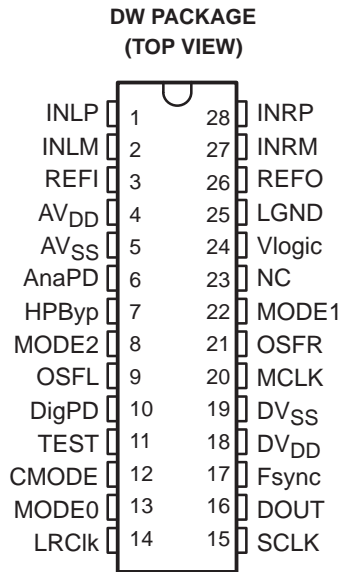 DW PACKAGE
(TOP VIEW)
INLP 1 28 INRP
INLM 2 27 INRM
REFI 3 26 REFO
AVDD 4 25 LGND
AVSS 5 24 Vlogic
AnaPD 6 23 NC
HPByp 7 22 MODE1
MODE2 8 21 OSFR
OSFL 9 20 MCLK
DigPD 10 19 DVSS
TEST 11 18 DVDD
CMODE 12 17 Fsync
MODE0 13 16 DOUT
LRClk 14 15 SCLK